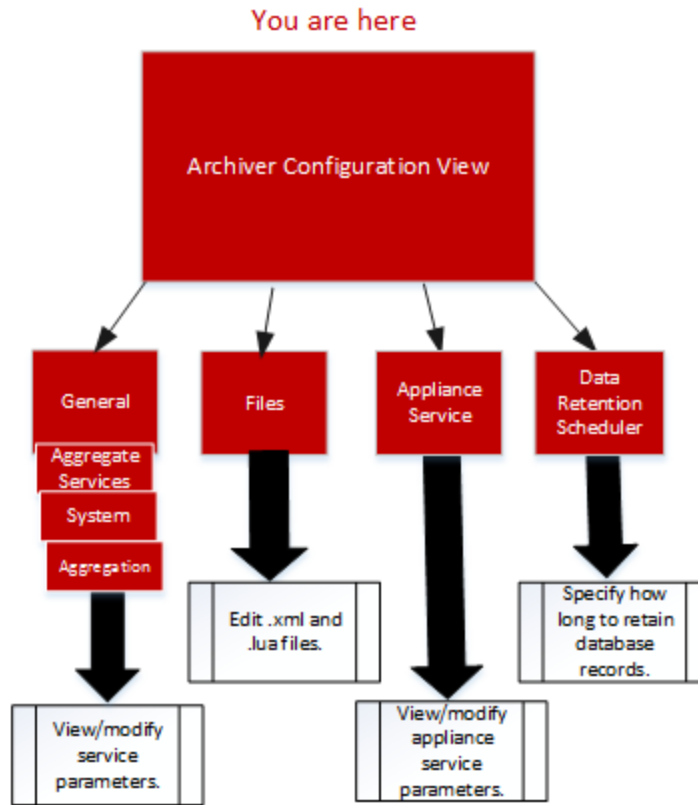 You are here
Archiver Configuration View
General
Files
Appliance
Service
Data
Retention
Scheduler
Aggregate
Services
System
Aggregation
Edit .xml and
.lua files.
Specify how
long to retain
database
records.
View/modify
service
parameters.
View/modify
appliance
service
parameters.